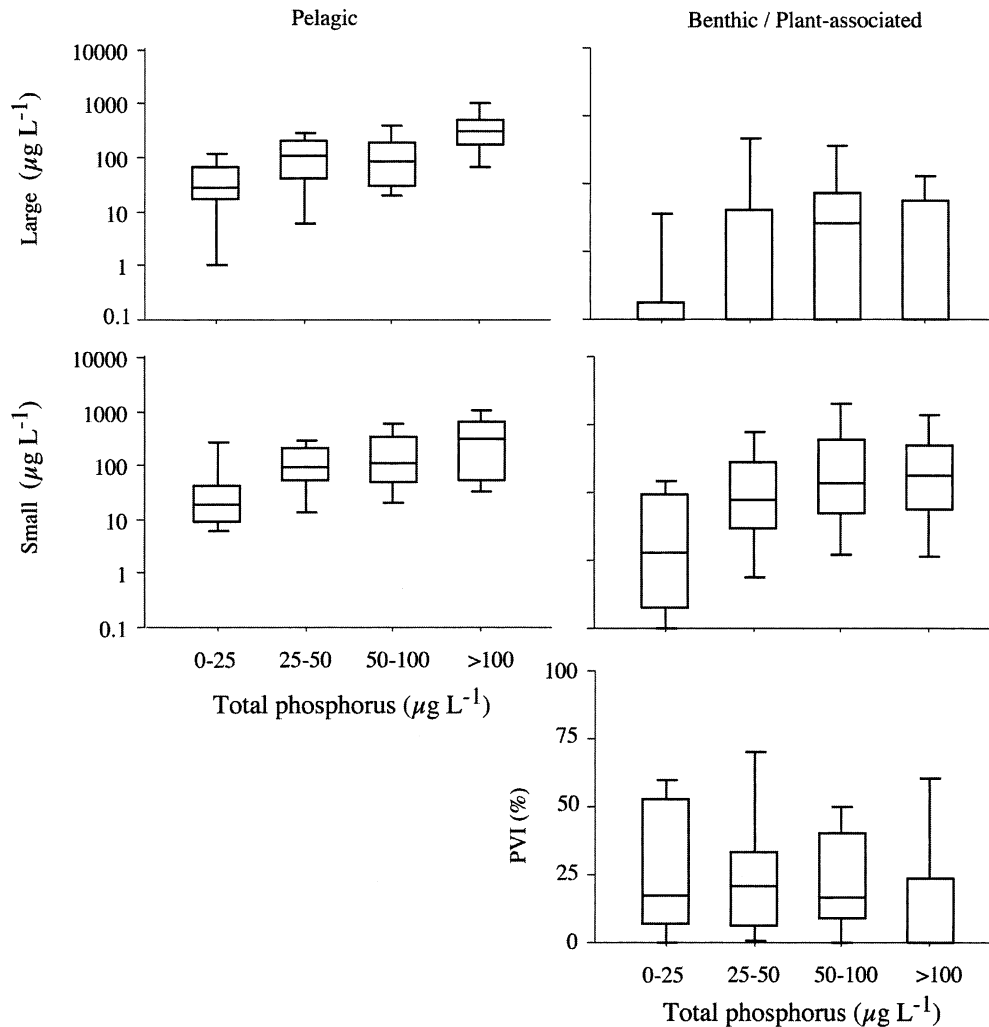 Pelagic
Benthic / Plant-associated
Large (µg L-1)
10000
1000
100
10
1
0.1
Small (µg L-1)
10000
1000
100
10
1
0.1
0-25 25-50 50-100 >100
Total phosphorus (µg L-1)
PVI (%)
100
75
50
25
0
0-25 25-50 50-100 >100
Total phosphorus (µg L-1)